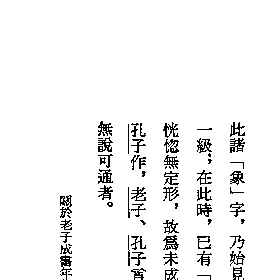 此諸「象」字，乃始見
一級；在此時，已有「
恍惚無定形，故爲未成
孔子作，老子、孔子
無說可通者。
關於老子成書年